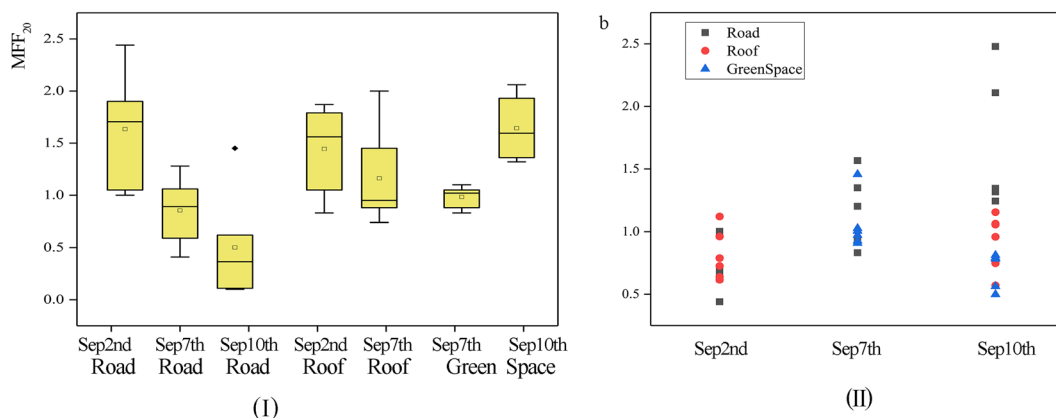 MFF20
2.5
2.0
1.5
1.0
0.5
0.0
Sep2nd Sep7th Sep10th Sep2nd Sep7th Sep7th Sep10th
Road Road Road Roof Roof Green Space
(I)
b
Road
Roof
GreenSpace
2.5
2.0
1.5
1.0
0.5
Sep2nd Sep7th Sep10th
(II)